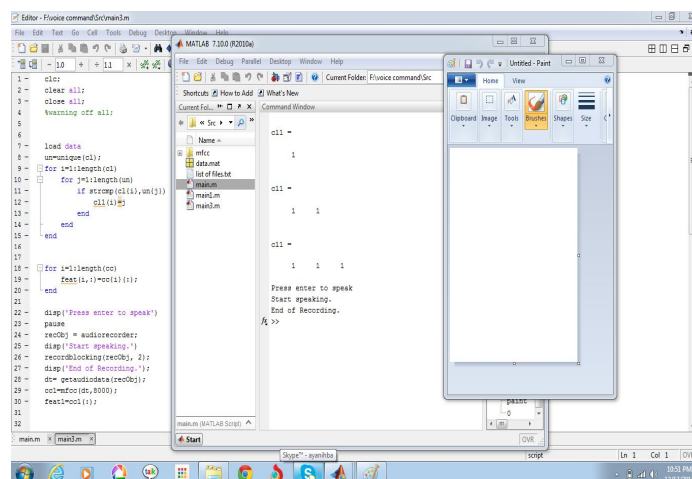 Editor - F:\voice command\Src\main3.m
File Edit Text Go Cell Tools Debug Desktop Window Help
1.0
1.1
1 - clc;
2 - clear all;
3 - close all;
4 %warning off all;
5
6
7 - load data
8 - un=unique(cl);
9 - for i=1:length(cl)
10 - for j=1:length(un)
11 - if strcmp(cl{i},un{j})
12 - cl1(i)=j
13 - end
14 - end
15 - end
16
17
18 - for i=1:length(cc)
19 - feat(i,:)=cc{i}(:);
20 - end
21
22 - disp('Press enter to speak')
23 - pause
24 - recObj = audiorecorder;
25 - disp('Start speaking.')
26 - recordblocking(recObj, 2);
27 - disp('End of Recording.');
28 - dt= getaudiodata(recObj);
29 - cc1=mfcc(dt,8000);
30 - feat1=cc1(:);
31
32
main.m × main3.m ×
MATLAB 7.10.0 (R2010a)
File Edit Debug Parallel Desktop Window Help
Current Folder: F:\voice command\Src
Shortcuts How to Add What's New
Current Fol...
« Src
Name
mfcc
data.mat
list of files.txt
main.m
main1.m
main3.m
main.m (MATLAB Script)
Command Window
cl1 =
1
cl1 =
1 1
cl1 =
1 1 1
Press enter to speak
Start speaking.
End of Recording.
fx >>
Start
OVR
Untitled - Paint
Home View
Clipboard Image Tools Brushes Shapes Size
paint
0
Skype™ - ayanihba
script
Ln 1 Col 1
10:51 PM